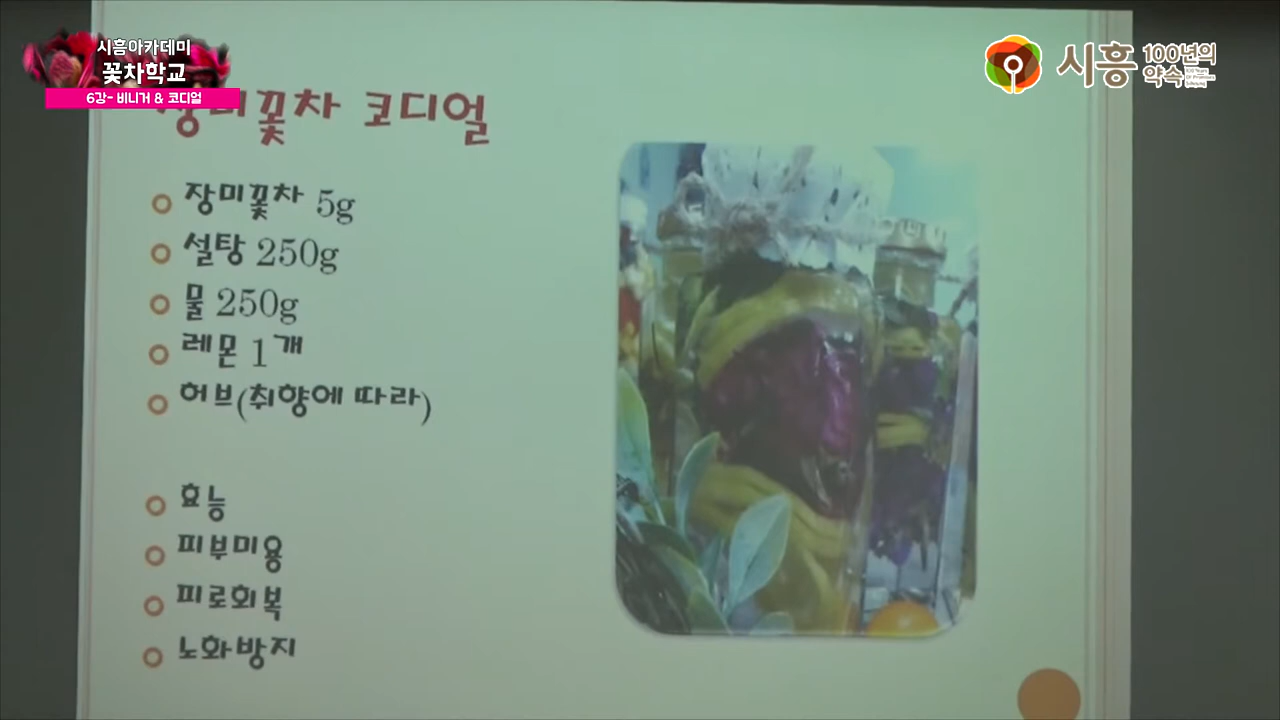 시흥아카데미
꽃차학교
6강- 비니거 & 코디얼
시흥 100년의
약속
장미꽃차 코디얼
장미꽃차 5g
설탕 250g
물 250g
레몬 1개
허브(취향에 따라)
효능
피부미용
피로회복
노화방지